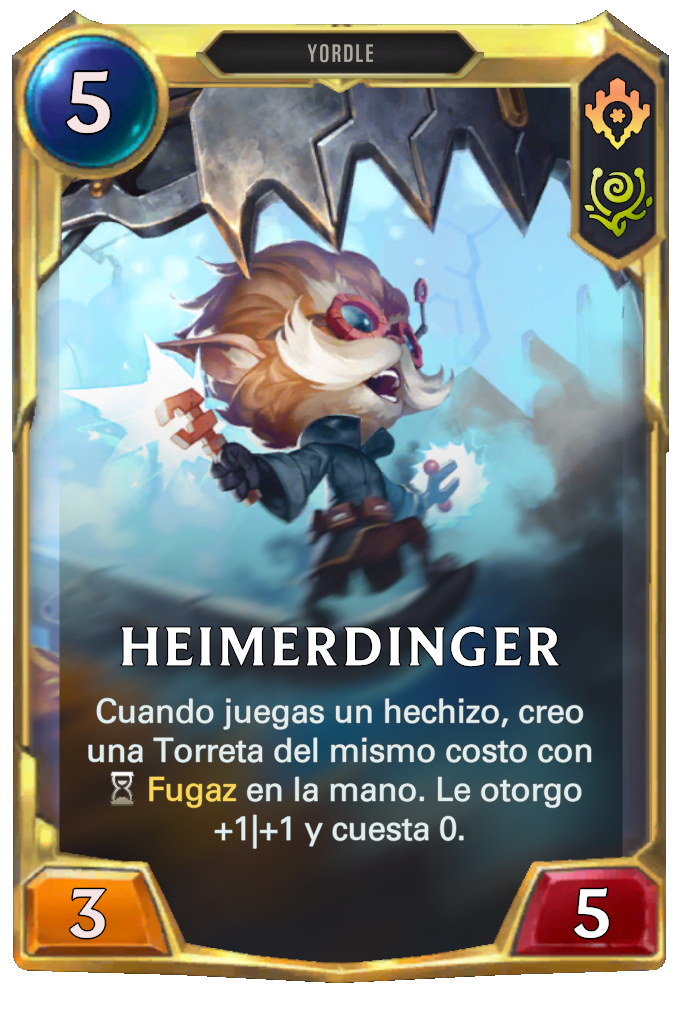 YORDLE
5
HEIMERDINGER
Cuando juegas un hechizo, creo
una Torreta del mismo costo con
Fugaz en la mano. Le otorgo
+1|+1 y cuesta 0.
3
5